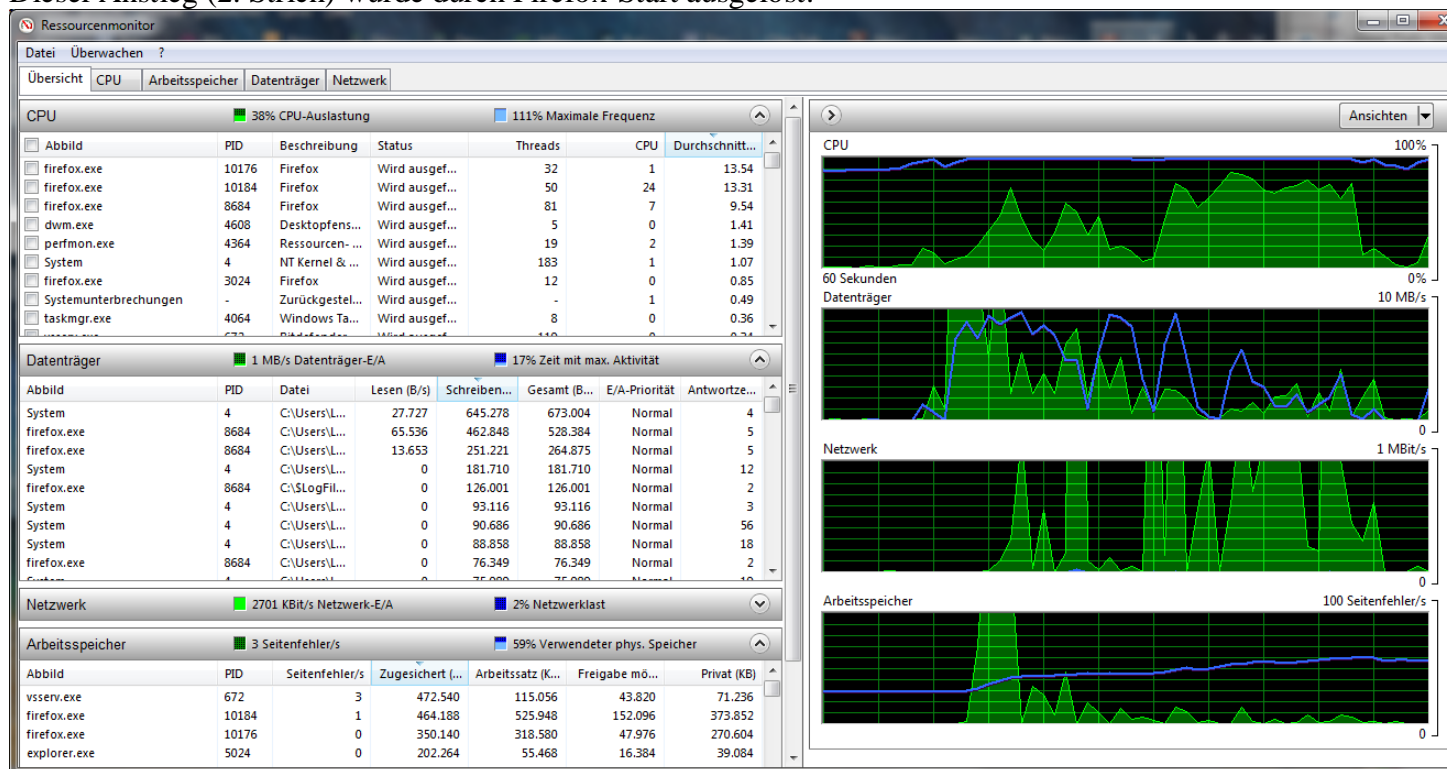 Dieser Anstieg (2. Strich) wurde durch Firefox-Start ausgelöst:
Ressourcenmonitor
Datei Überwachen ?
Übersicht CPU Arbeitsspeicher Datenträger Netzwerk
CPU 38% CPU-Auslastung 111% Maximale Frequenz
Abbild PID Beschreibung Status Threads CPU Durchschnitt...
firefox.exe 10176 Firefox Wird ausgef... 32 1 13.54
firefox.exe 10184 Firefox Wird ausgef... 50 24 13.31
firefox.exe 8684 Firefox Wird ausgef... 81 7 9.54
dwm.exe 4608 Desktopfens... Wird ausgef... 5 0 1.41
perfmon.exe 4364 Ressourcen- ... Wird ausgef... 19 2 1.39
System 4 NT Kernel & ... Wird ausgef... 183 1 1.07
firefox.exe 3024 Firefox Wird ausgef... 12 0 0.85
Systemunterbrechungen - Zurückgestel... Wird ausgef... - 1 0.49
taskmgr.exe 4064 Windows Ta... Wird ausgef... 8 0 0.36
Datenträger 1 MB/s Datenträger-E/A 17% Zeit mit max. Aktivität
Abbild PID Datei Lesen (B/s) Schreiben... Gesamt (B... E/A-Priorität Antwortze...
System 4 C:\Users\L... 27.727 645.278 673.004 Normal 4
firefox.exe 8684 C:\Users\L... 65.536 462.848 528.384 Normal 5
firefox.exe 8684 C:\Users\L... 13.653 251.221 264.875 Normal 5
System 4 C:\Users\L... 0 181.710 181.710 Normal 12
firefox.exe 8684 C:\$LogFil... 0 126.001 126.001 Normal 2
System 4 C:\Users\L... 0 93.116 93.116 Normal 3
System 4 C:\Users\L... 0 90.686 90.686 Normal 56
System 4 C:\Users\L... 0 88.858 88.858 Normal 18
firefox.exe 8684 C:\Users\L... 0 76.349 76.349 Normal 2
Netzwerk 2701 KBit/s Netzwerk-E/A 2% Netzwerklast
Arbeitsspeicher 3 Seitenfehler/s 59% Verwendeter phys. Speicher
Abbild PID Seitenfehler/s Zugesichert (... Arbeitssatz (K... Freigabe mö... Privat (KB)
vsserv.exe 672 3 472.540 115.056 43.820 71.236
firefox.exe 10184 1 464.188 525.948 152.096 373.852
firefox.exe 10176 0 350.140 318.580 47.976 270.604
explorer.exe 5024 0 202.264 55.468 16.384 39.084
Ansichten
CPU 100%
60 Sekunden 0%
Datenträger 10 MB/s
0
Netzwerk 1 MBit/s
0
Arbeitsspeicher 100 Seitenfehler/s
0